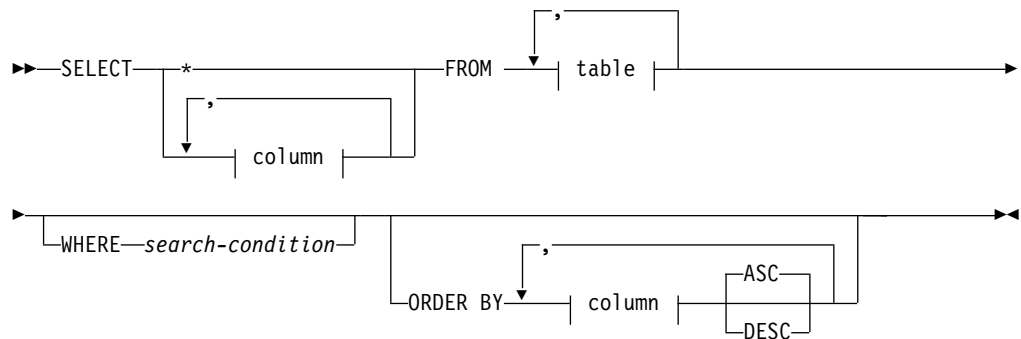 ,
SELECT * FROM table
,
column
WHERE search-condition
,
ASC
ORDER BY column
DESC